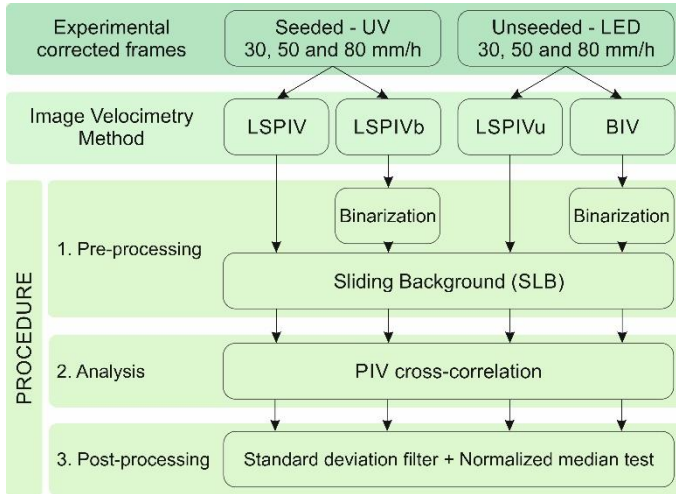 Experimental
corrected frames
Seeded - UV
30, 50 and 80 mm/h
Unseeded - LED
30, 50 and 80 mm/h
Image Velocimetry
Method
LSPIV
LSPIVb
LSPIVu
BIV
PROCEDURE
1. Pre-processing
Binarization
Binarization
Sliding Background (SLB)
2. Analysis
PIV cross-correlation
3. Post-processing
Standard deviation filter + Normalized median test